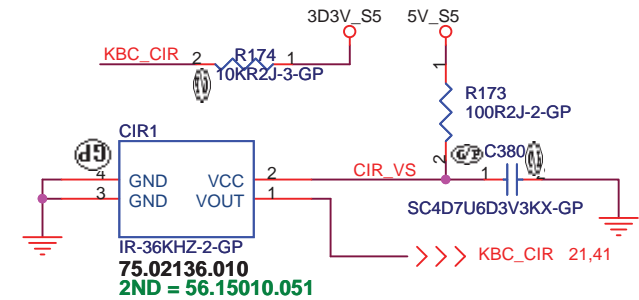 3D3V_S5 5V_S5
KBC_CIR 2 R174 1
10KR2J-3-GP
1
R173
100R2J-2-GP
CIR1
2 G/P C380
GP
4 GND VCC 2 CIR_VS 1 2
3 GND VOUT 1
SC4D7U6D3V3KX-GP
IR-36KHZ-2-GP
KBC_CIR 21,41
75.02136.010
2ND = 56.15010.051